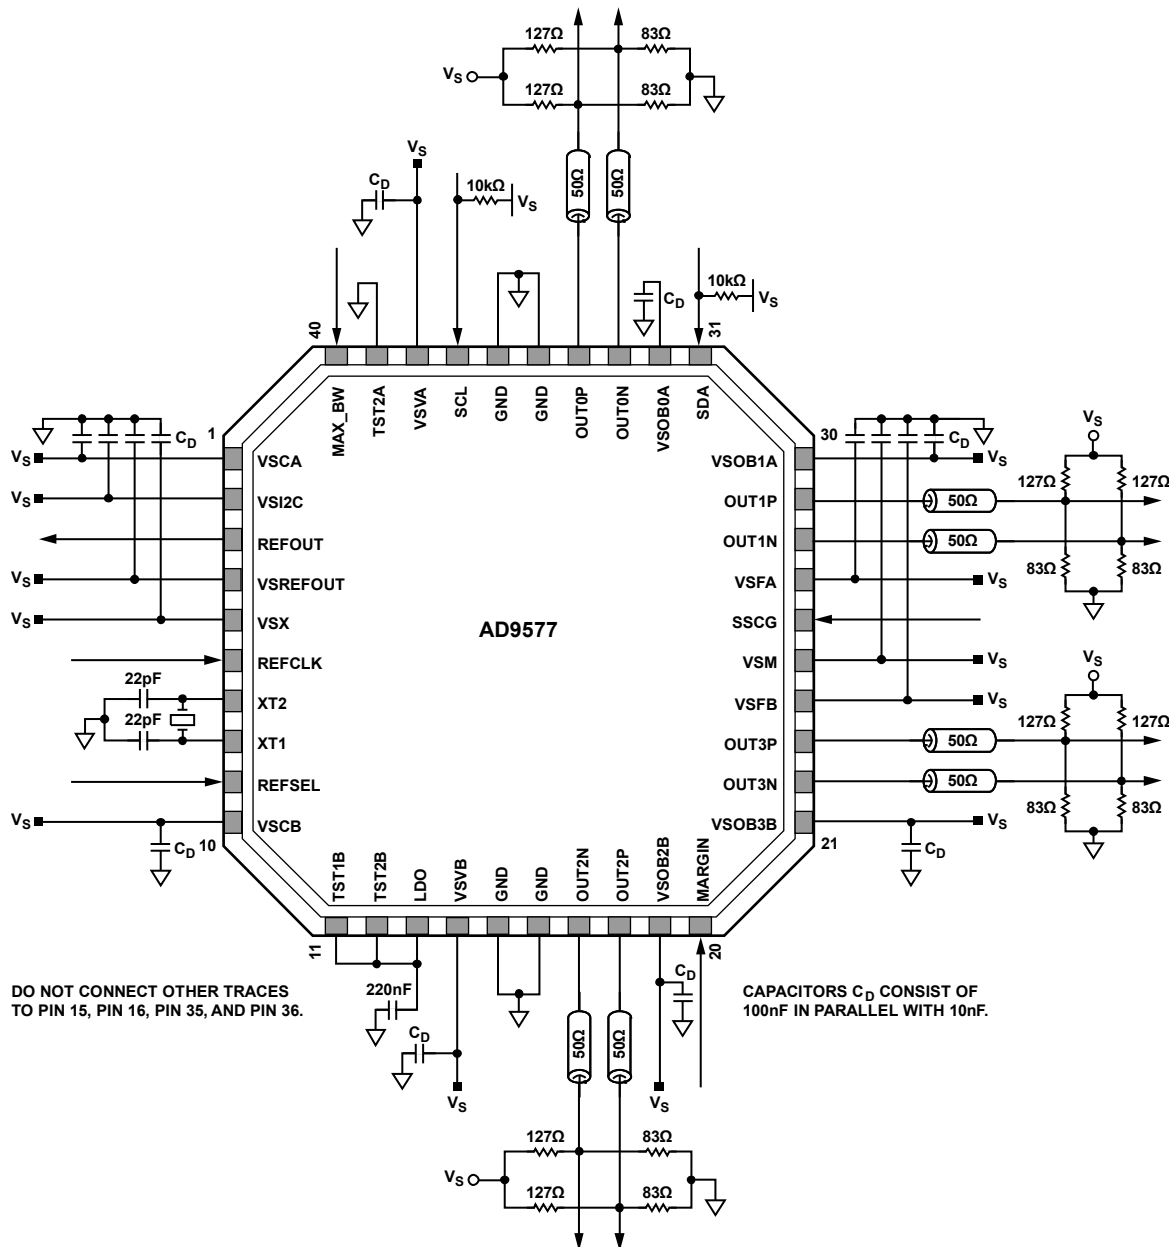 127Ω
83Ω
VS
127Ω
83Ω
50Ω
50Ω
VS
CD
10kΩ
VS
10kΩ
VS
CD
40
31
MAX_BW
TST2A
VSVA
SCL
GND
GND
OUT0P
OUT0N
VSOB0A
SDA
CD
1
VS
VSCA
VS
VSI2C
REFOUT
VS
VSREFOUT
VS
VSX
REFCLK
22pF
XT2
22pF
XT1
REFSEL
VS
VSCB
10
CD
AD9577
30
CD
VSOB1A
VS
VS
127Ω
127Ω
OUT1P
50Ω
OUT1N
50Ω
83Ω
83Ω
VSFA
VS
SSCG
VSM
VS
VS
VSFB
VS
127Ω
127Ω
OUT3P
50Ω
OUT3N
50Ω
83Ω
83Ω
VSOB3B
VS
21
CD
TST1B
TST2B
LDO
VSVB
GND
GND
OUT2N
OUT2P
VSOB2B
MARGIN
11
20
DO NOT CONNECT OTHER TRACES
TO PIN 15, PIN 16, PIN 35, AND PIN 36.
220nF
CD
VS
50Ω
50Ω
CD
VS
CAPACITORS CD CONSIST OF
100nF IN PARALLEL WITH 10nF.
127Ω
83Ω
VS
127Ω
83Ω